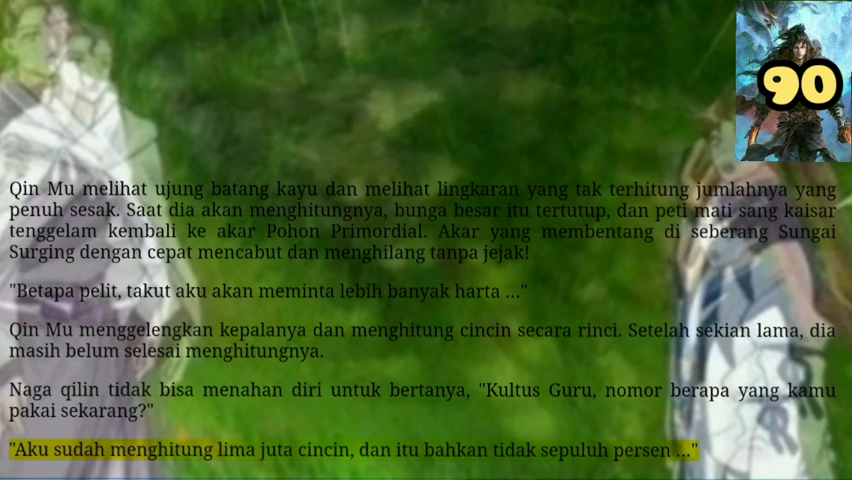 90
Qin Mu melihat ujung batang kayu dan melihat lingkaran yang tak terhitung jumlahnya yang
penuh sesak. Saat dia akan menghitungnya, bunga besar itu tertutup, dan peti mati sang kaisar
tenggelam kembali ke akar Pohon Primordial. Akar yang membentang di seberang Sungai
Surging dengan cepat mencabut dan menghilang tanpa jejak!
"Betapa pelit, takut aku akan meminta lebih banyak harta ..."
Qin Mu menggelengkan kepalanya dan menghitung cincin secara rinci. Setelah sekian lama, dia
masih belum selesai menghitungnya.
Naga qilin tidak bisa menahan diri untuk bertanya, "Kultus Guru, nomor berapa yang kamu
pakai sekarang?"
"Aku sudah menghitung lima juta cincin, dan itu bahkan tidak sepuluh persen ..."